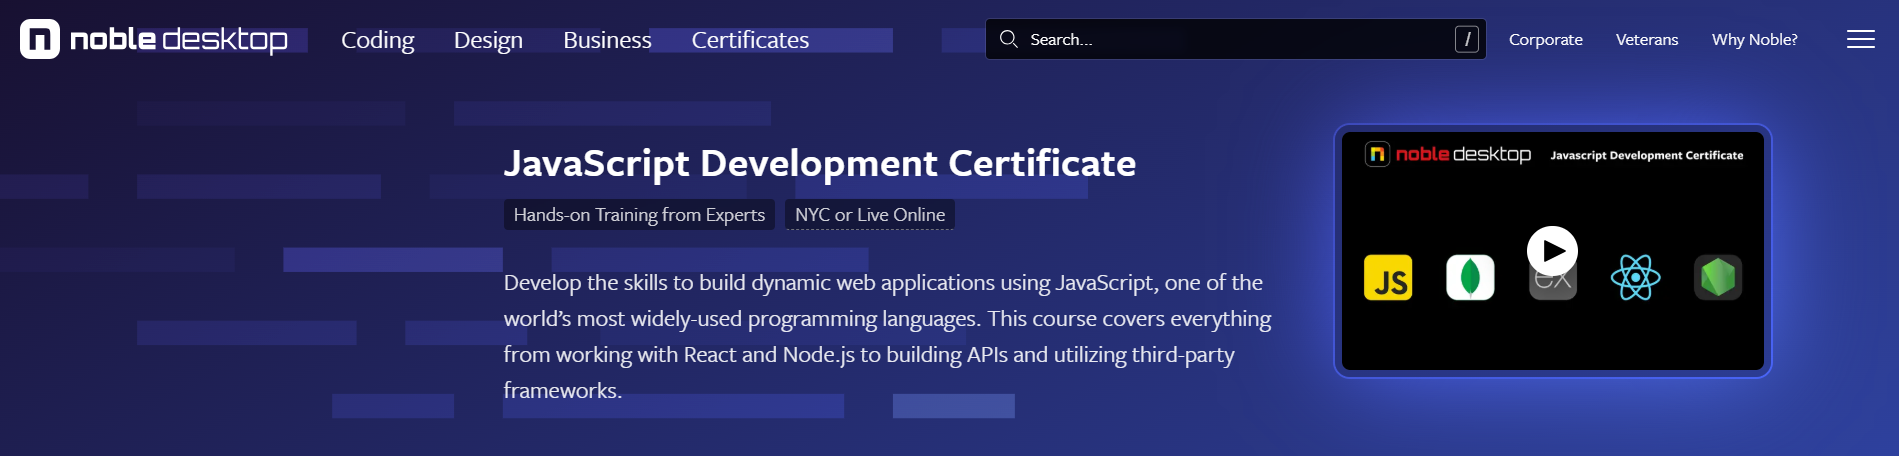 noble desktop
Coding
Design
Business
Certificates
Search...
/
Corporate
Veterans
Why Noble?
JavaScript Development Certificate
Hands-on Training from Experts
NYC or Live Online
Develop the skills to build dynamic web applications using JavaScript, one of the
world’s most widely-used programming languages. This course covers everything
from working with React and Node.js to building APIs and utilizing third-party
frameworks.
noble desktop
Javascript Development Certificate
JS
ex